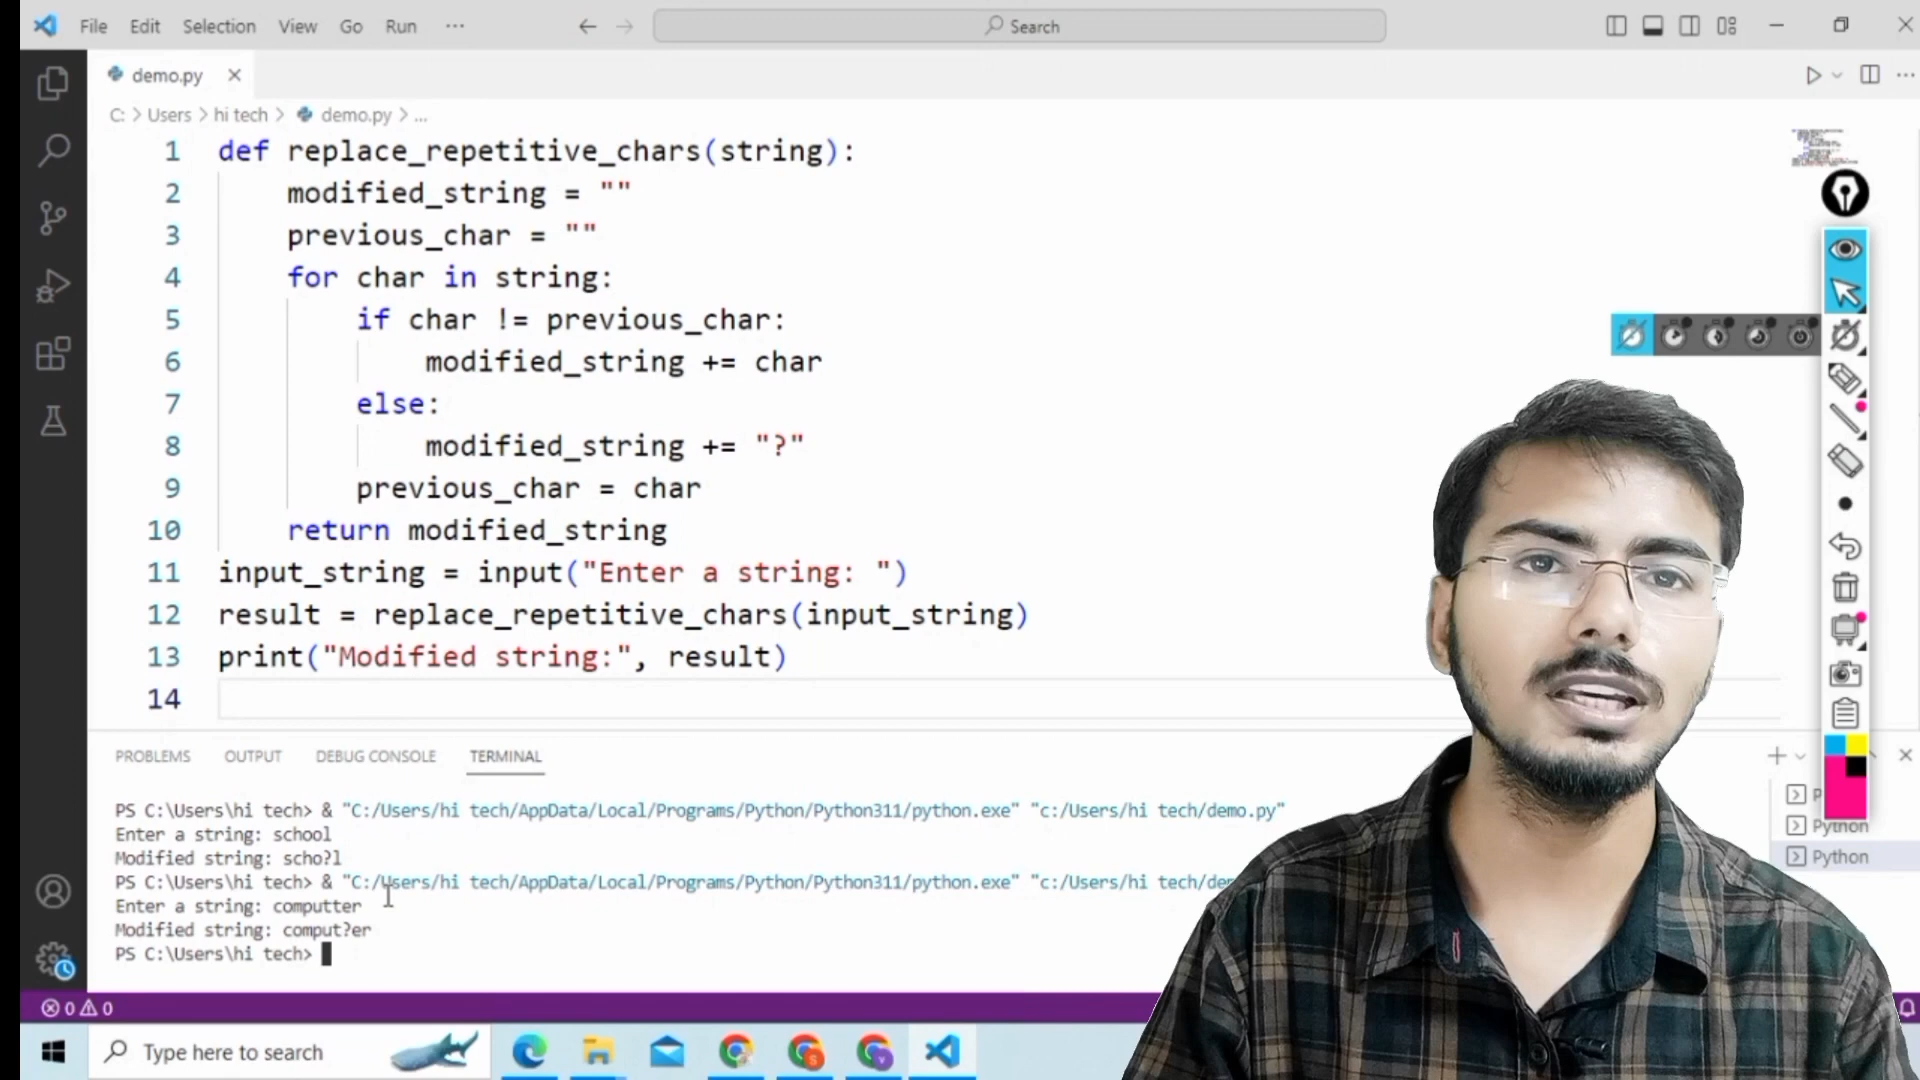 File Edit Selection View Go Run ... Search
demo.py
C: > Users > hi tech > demo.py > ...
1 def replace_repetitive_chars(string):
2 modified_string = ""
3 previous_char = ""
4 for char in string:
5 if char != previous_char:
6 modified_string += char
7 else:
8 modified_string += "?"
9 previous_char = char
10 return modified_string
11 input_string = input("Enter a string: ")
12 result = replace_repetitive_chars(input_string)
13 print("Modified string:", result)
14
PROBLEMS OUTPUT DEBUG CONSOLE TERMINAL
PS C:\Users\hi tech> & "C:/Users/hi tech/AppData/Local/Programs/Python/Python311/python.exe" "c:/Users/hi tech/demo.py"
Enter a string: school
Modified string: scho?l
PS C:\Users\hi tech> & "C:/Users/hi tech/AppData/Local/Programs/Python/Python311/python.exe" "c:/Users/hi tech/de
Enter a string: computter
Modified string: comput?er
PS C:\Users\hi tech>
Python
Python
0 0
Type here to search